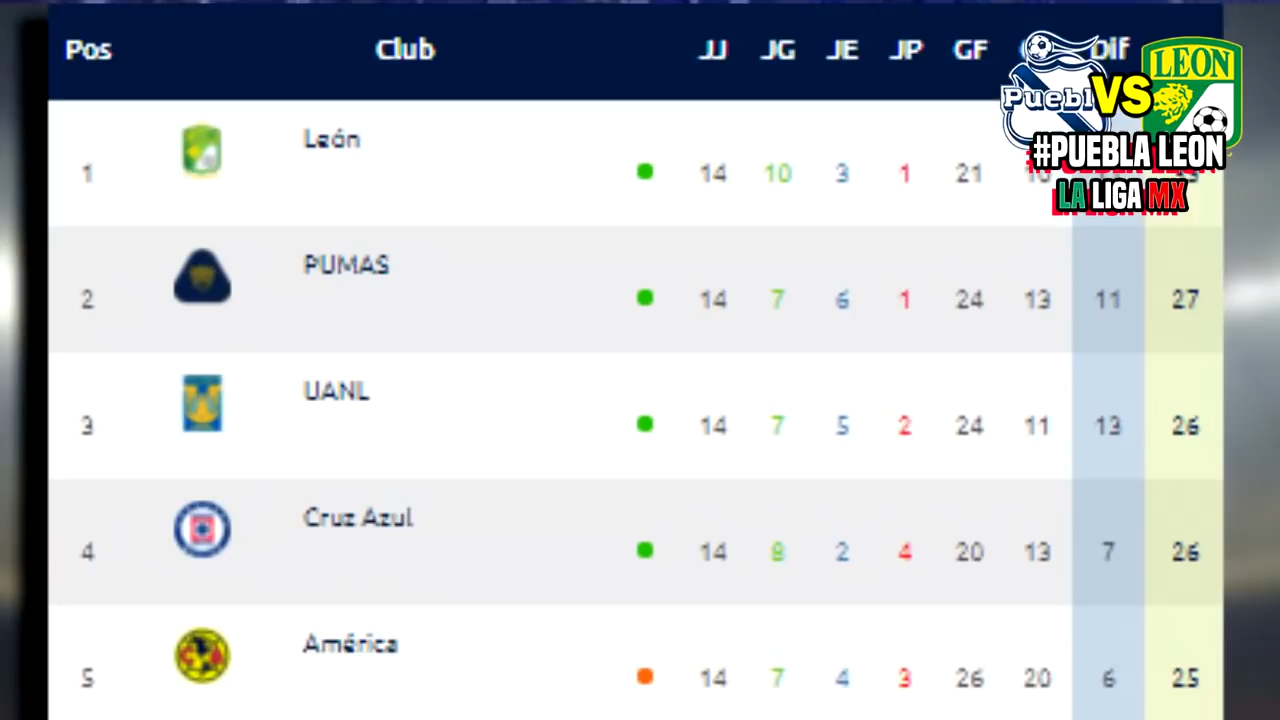 Pos Club JJ JG JE JP GF Dif
Puebl VS LEON
#PUEBLA LEON
LA LIGA MX
1 León 14 10 3 1 21
2 PUMAS 14 7 6 1 24 13 11 27
3 UANL 14 7 5 2 24 11 13 26
4 Cruz Azul 14 8 2 4 20 13 7 26
5 América 14 7 4 3 26 20 6 25